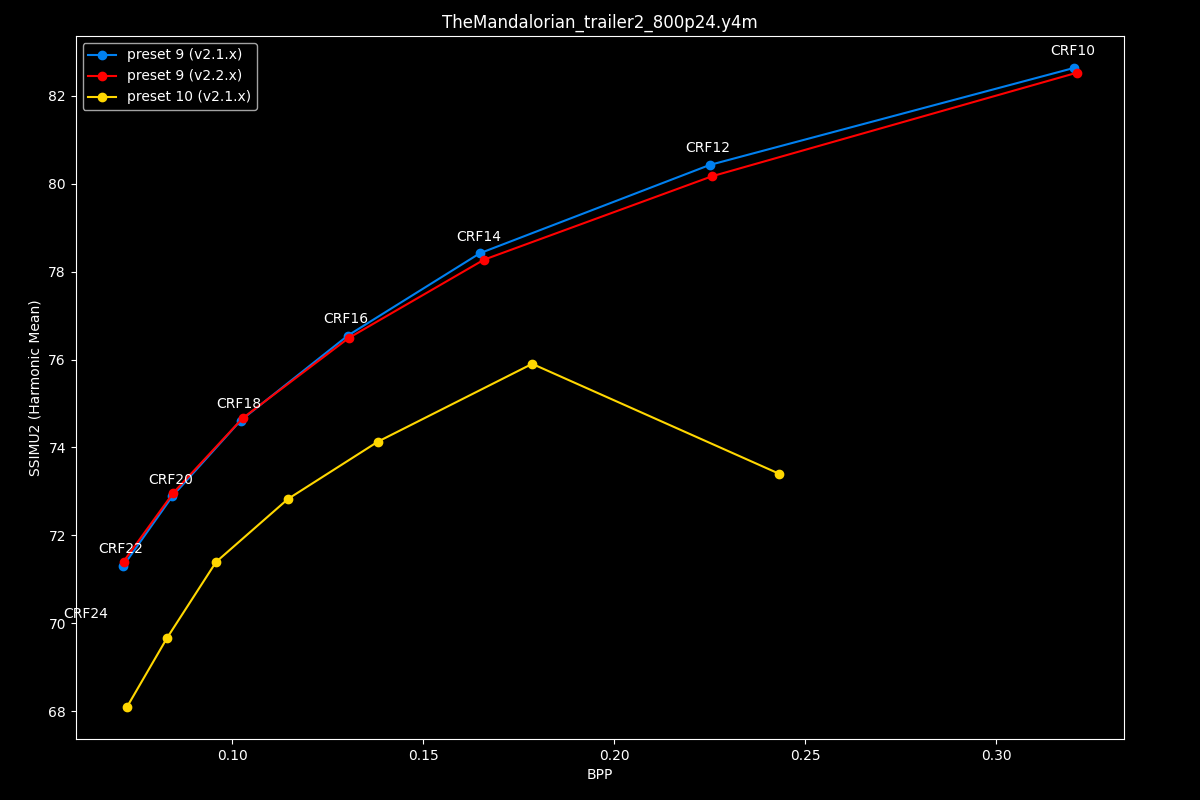 TheMandalorian_trailer2_800p24.y4m
preset 9 (v2.1.x)
preset 9 (v2.2.x)
preset 10 (v2.1.x)
CRF10
CRF12
CRF14
CRF16
CRF18
CRF20
CRF22
CRF24
82
80
78
76
74
72
70
68
SSIMU2 (Harmonic Mean)
0.10
0.15
0.20
0.25
0.30
BPP